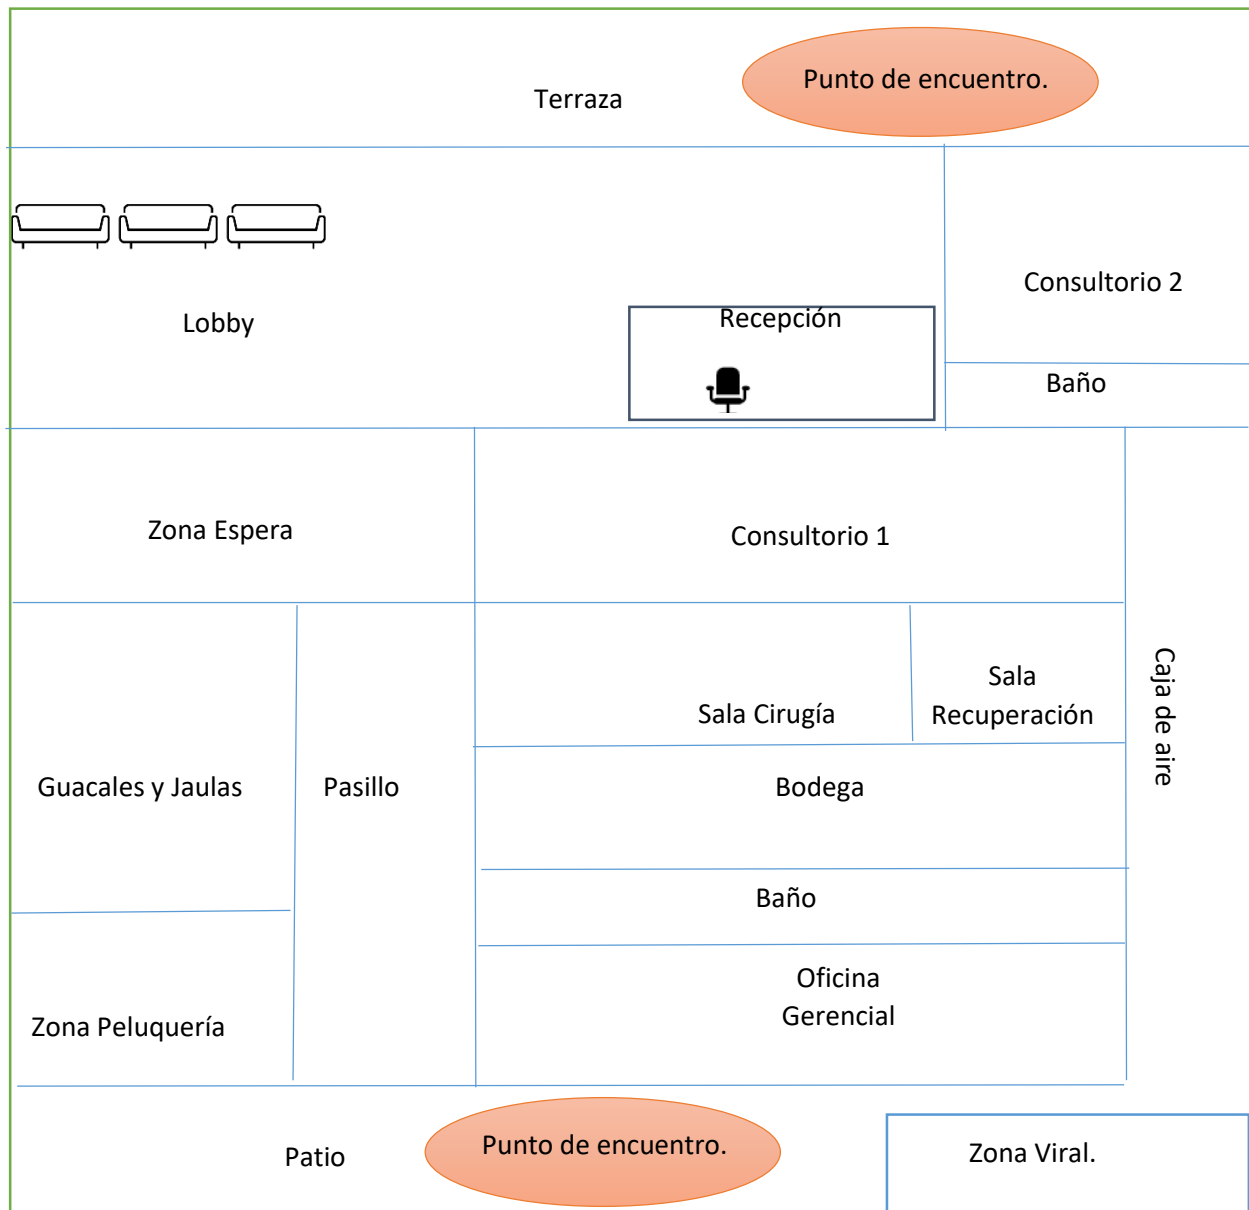 Terraza
Punto de encuentro.
Lobby
Recepción
Consultorio 2
Baño
Zona Espera
Consultorio 1
Guacales y Jaulas
Pasillo
Sala Cirugía
Sala
Recuperación
Caja de aire
Bodega
Baño
Zona Peluquería
Oficina
Gerencial
Patio
Punto de encuentro.
Zona Viral.